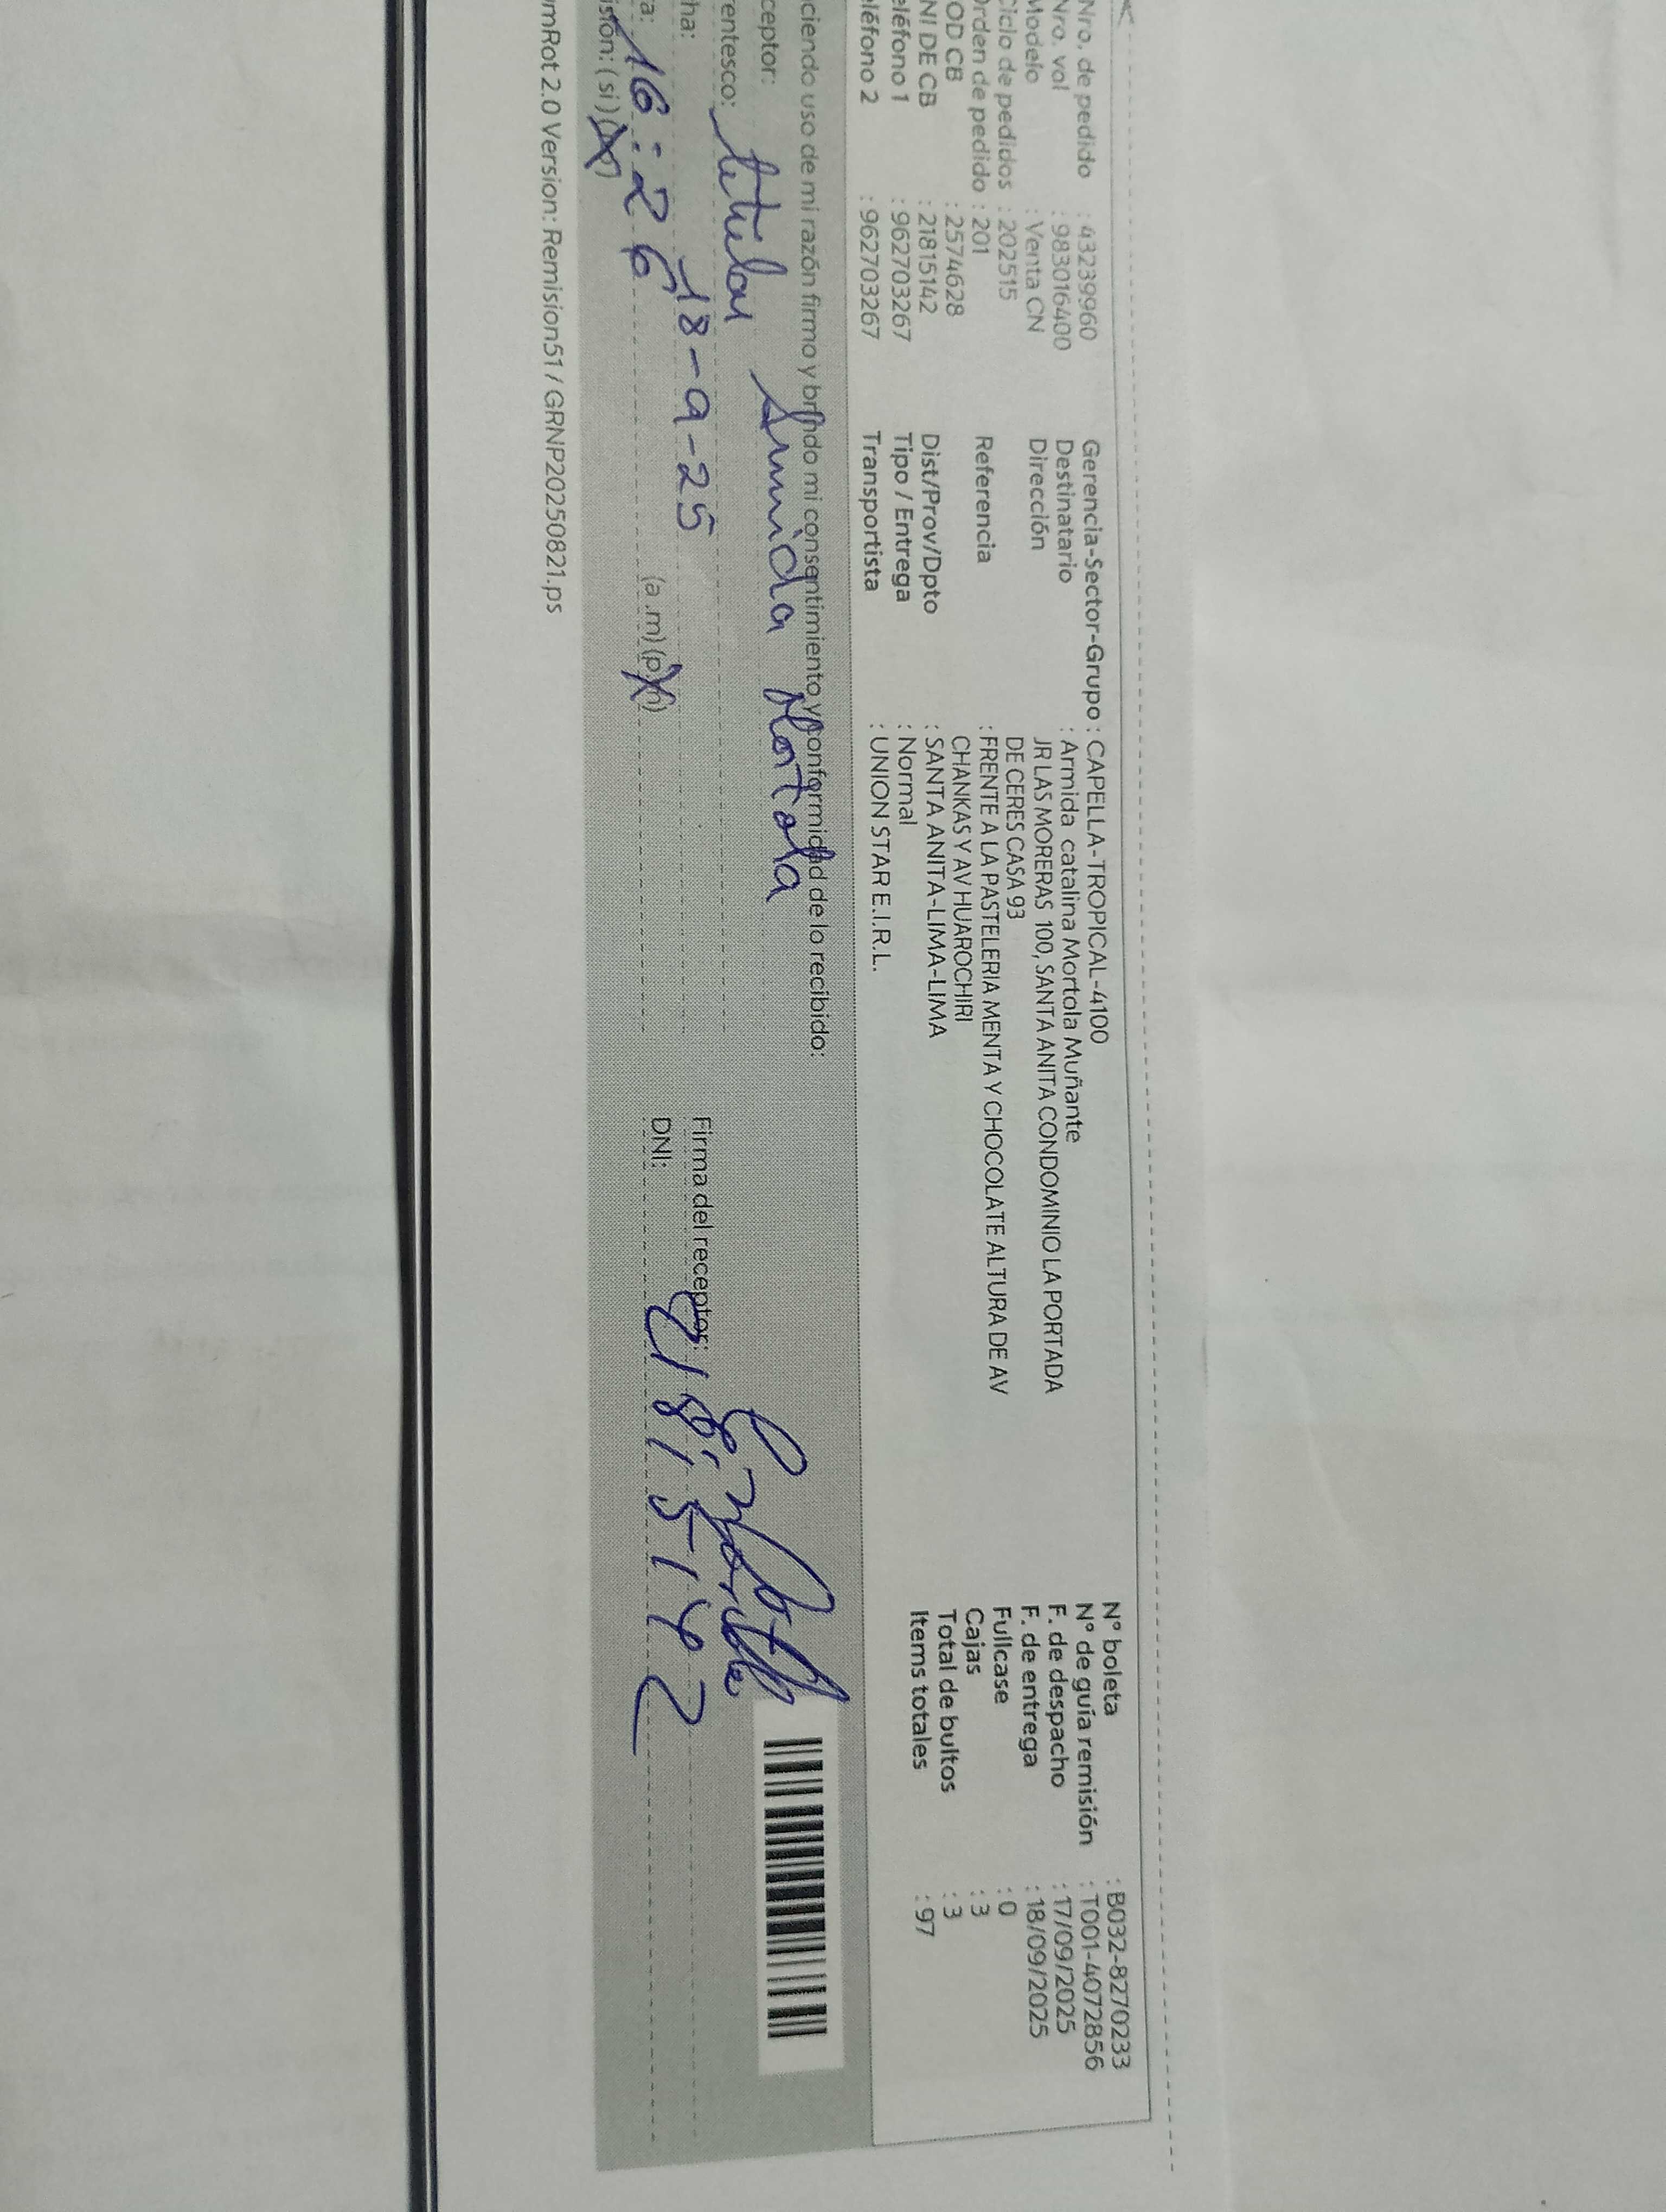 Nro. de pedido : 43239960
Nro. vol : 983016400
Modelo : Venta CN
Ciclo de pedidos : 202515
Orden de pedido : 201
OD CB : 2574628
NI DE CB : 21815142
eléfono 1 : 962703267
eléfono 2 : 962703267
Gerencia-Sector-Grupo : CAPELLA-TROPICAL-4100
Destinatario : Armida catalina Mortola Muñante
Dirección : JR LAS MORERAS 100, SANTA ANITA CONDOMINIO LA PORTADA
DE CERES CASA 93
Referencia : FRENTE A LA PASTELERIA MENTA Y CHOCOLATE ALTURA DE AV
CHANKAS Y AV HUAROCHIRI
Dist/Prov/Dpto : SANTA ANITA-LIMA-LIMA
Tipo / Entrega : Normal
Transportista : UNION STAR E.I.R.L.
N° boleta : B032-8270233
N° de guía remisión : T001-4072856
F. de despacho : 17/09/2025
F. de entrega : 18/09/2025
Fullcase : 0
Cajas : 3
Total de bultos : 3
Items totales : 97
ciendo uso de mi razón firmo y brindo mi consentimiento y conformidad de lo recibido:
ceptor: Armida Mortola
entesco: titular
ha: 18-9-25
a: 16:26 (a .m) (p.m)
isión: (si)
Firma del receptor:
DNI: 21815142
mRot 2.0 Version: Remision51 / GRNP20250821.ps